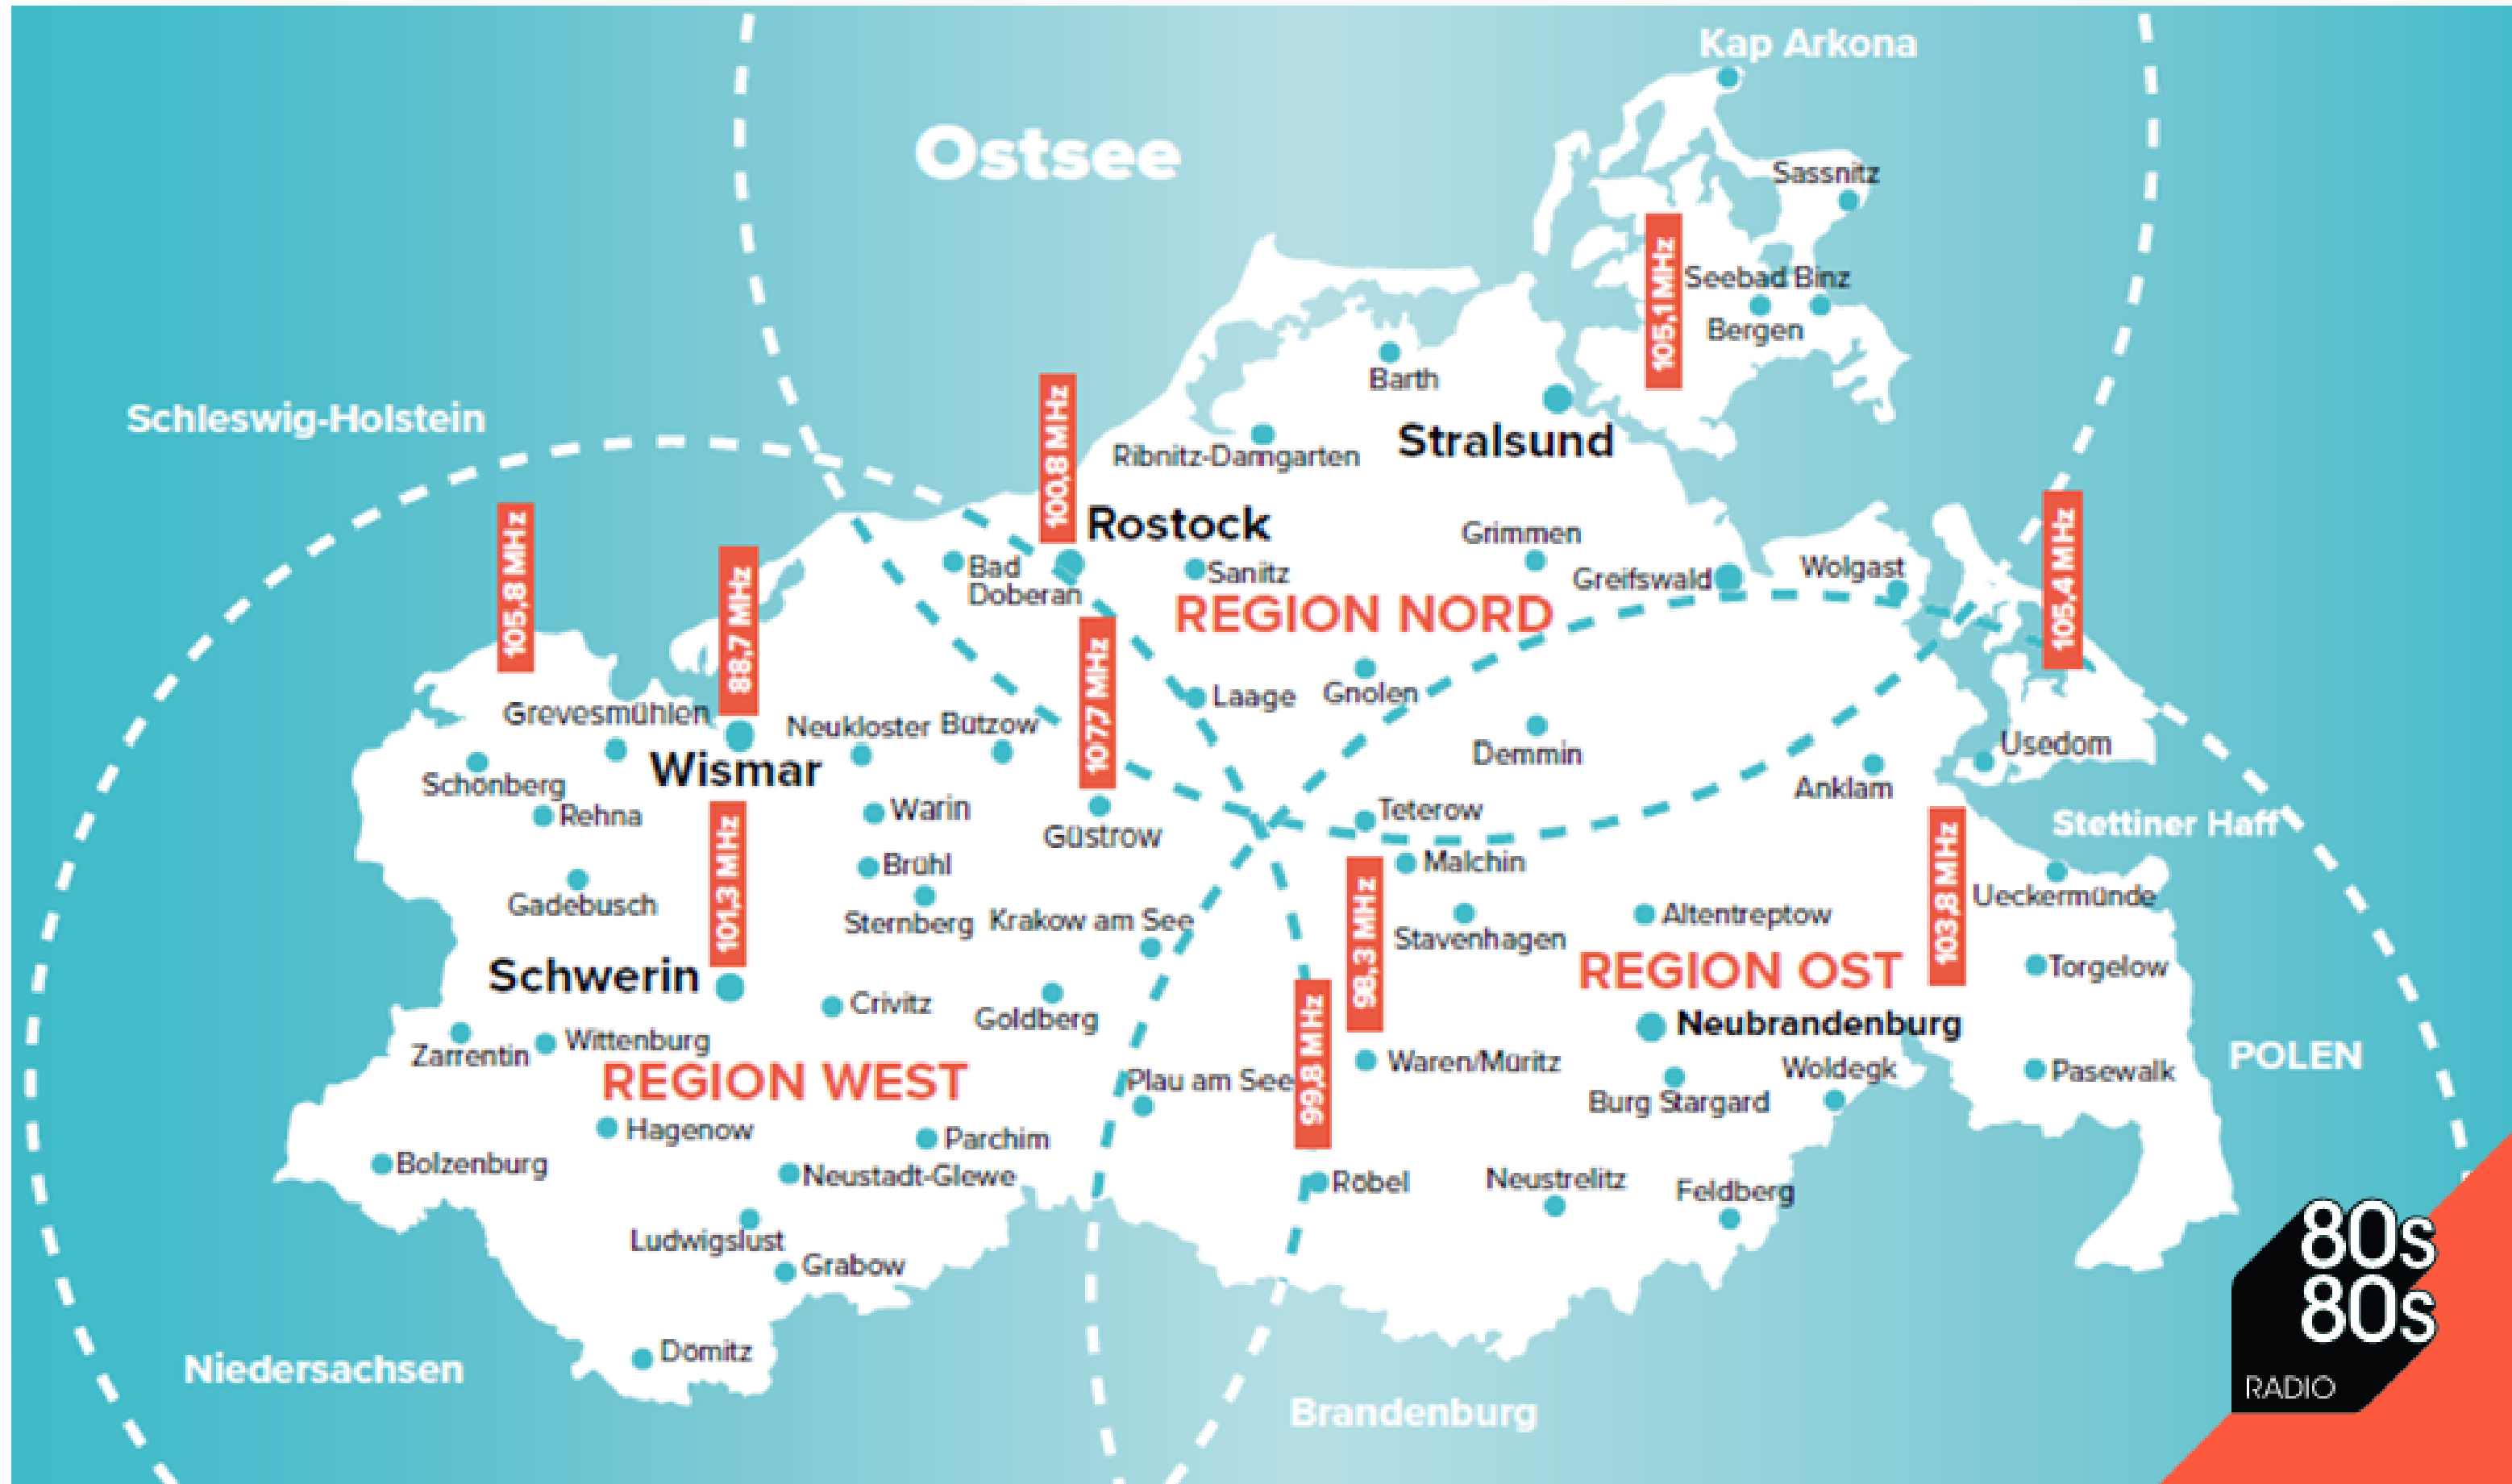 Kap Arkona
Ostsee
Sassnitz
105,1 MHz
Seebad Binz
Bergen
Barth
100,8 MHz
Schleswig-Holstein
Stralsund
Ribnitz-Damgarten
105,8 MHz
Rostock
Grimmen
105,4 MHz
88,7 MHz
Bad
Doberan
Sanitz
Greifswald
Wolgast
REGION NORD
107,7 MHz
Laage
Gnolen
Grevesmühlen
Neukloster
Bützow
Demmin
Usedom
Wismar
Schönberg
Anklam
Rehna
Warin
Güstrow
Teterow
Stettiner Haff
101,3 MHz
Brühl
Malchin
98,3 MHz
103,8 MHz
Gadebusch
Sternberg
Krakow am See
Stavenhagen
Altentreptow
Ueckermünde
Schwerin
REGION OST
Torgelow
Crivitz
Goldberg
99,8 MHz
Neubrandenburg
Zarrentin
Wittenburg
Waren/Müritz
Woldegk
Pasewalk
POLEN
REGION WEST
Plau am See
Burg Stargard
Hagenow
Parchim
Bolzenburg
Neustadt-Glewe
Röbel
Neustrelitz
Feldberg
Ludwigslust
Grabow
80s
80s
RADIO
Dömitz
Niedersachsen
Brandenburg